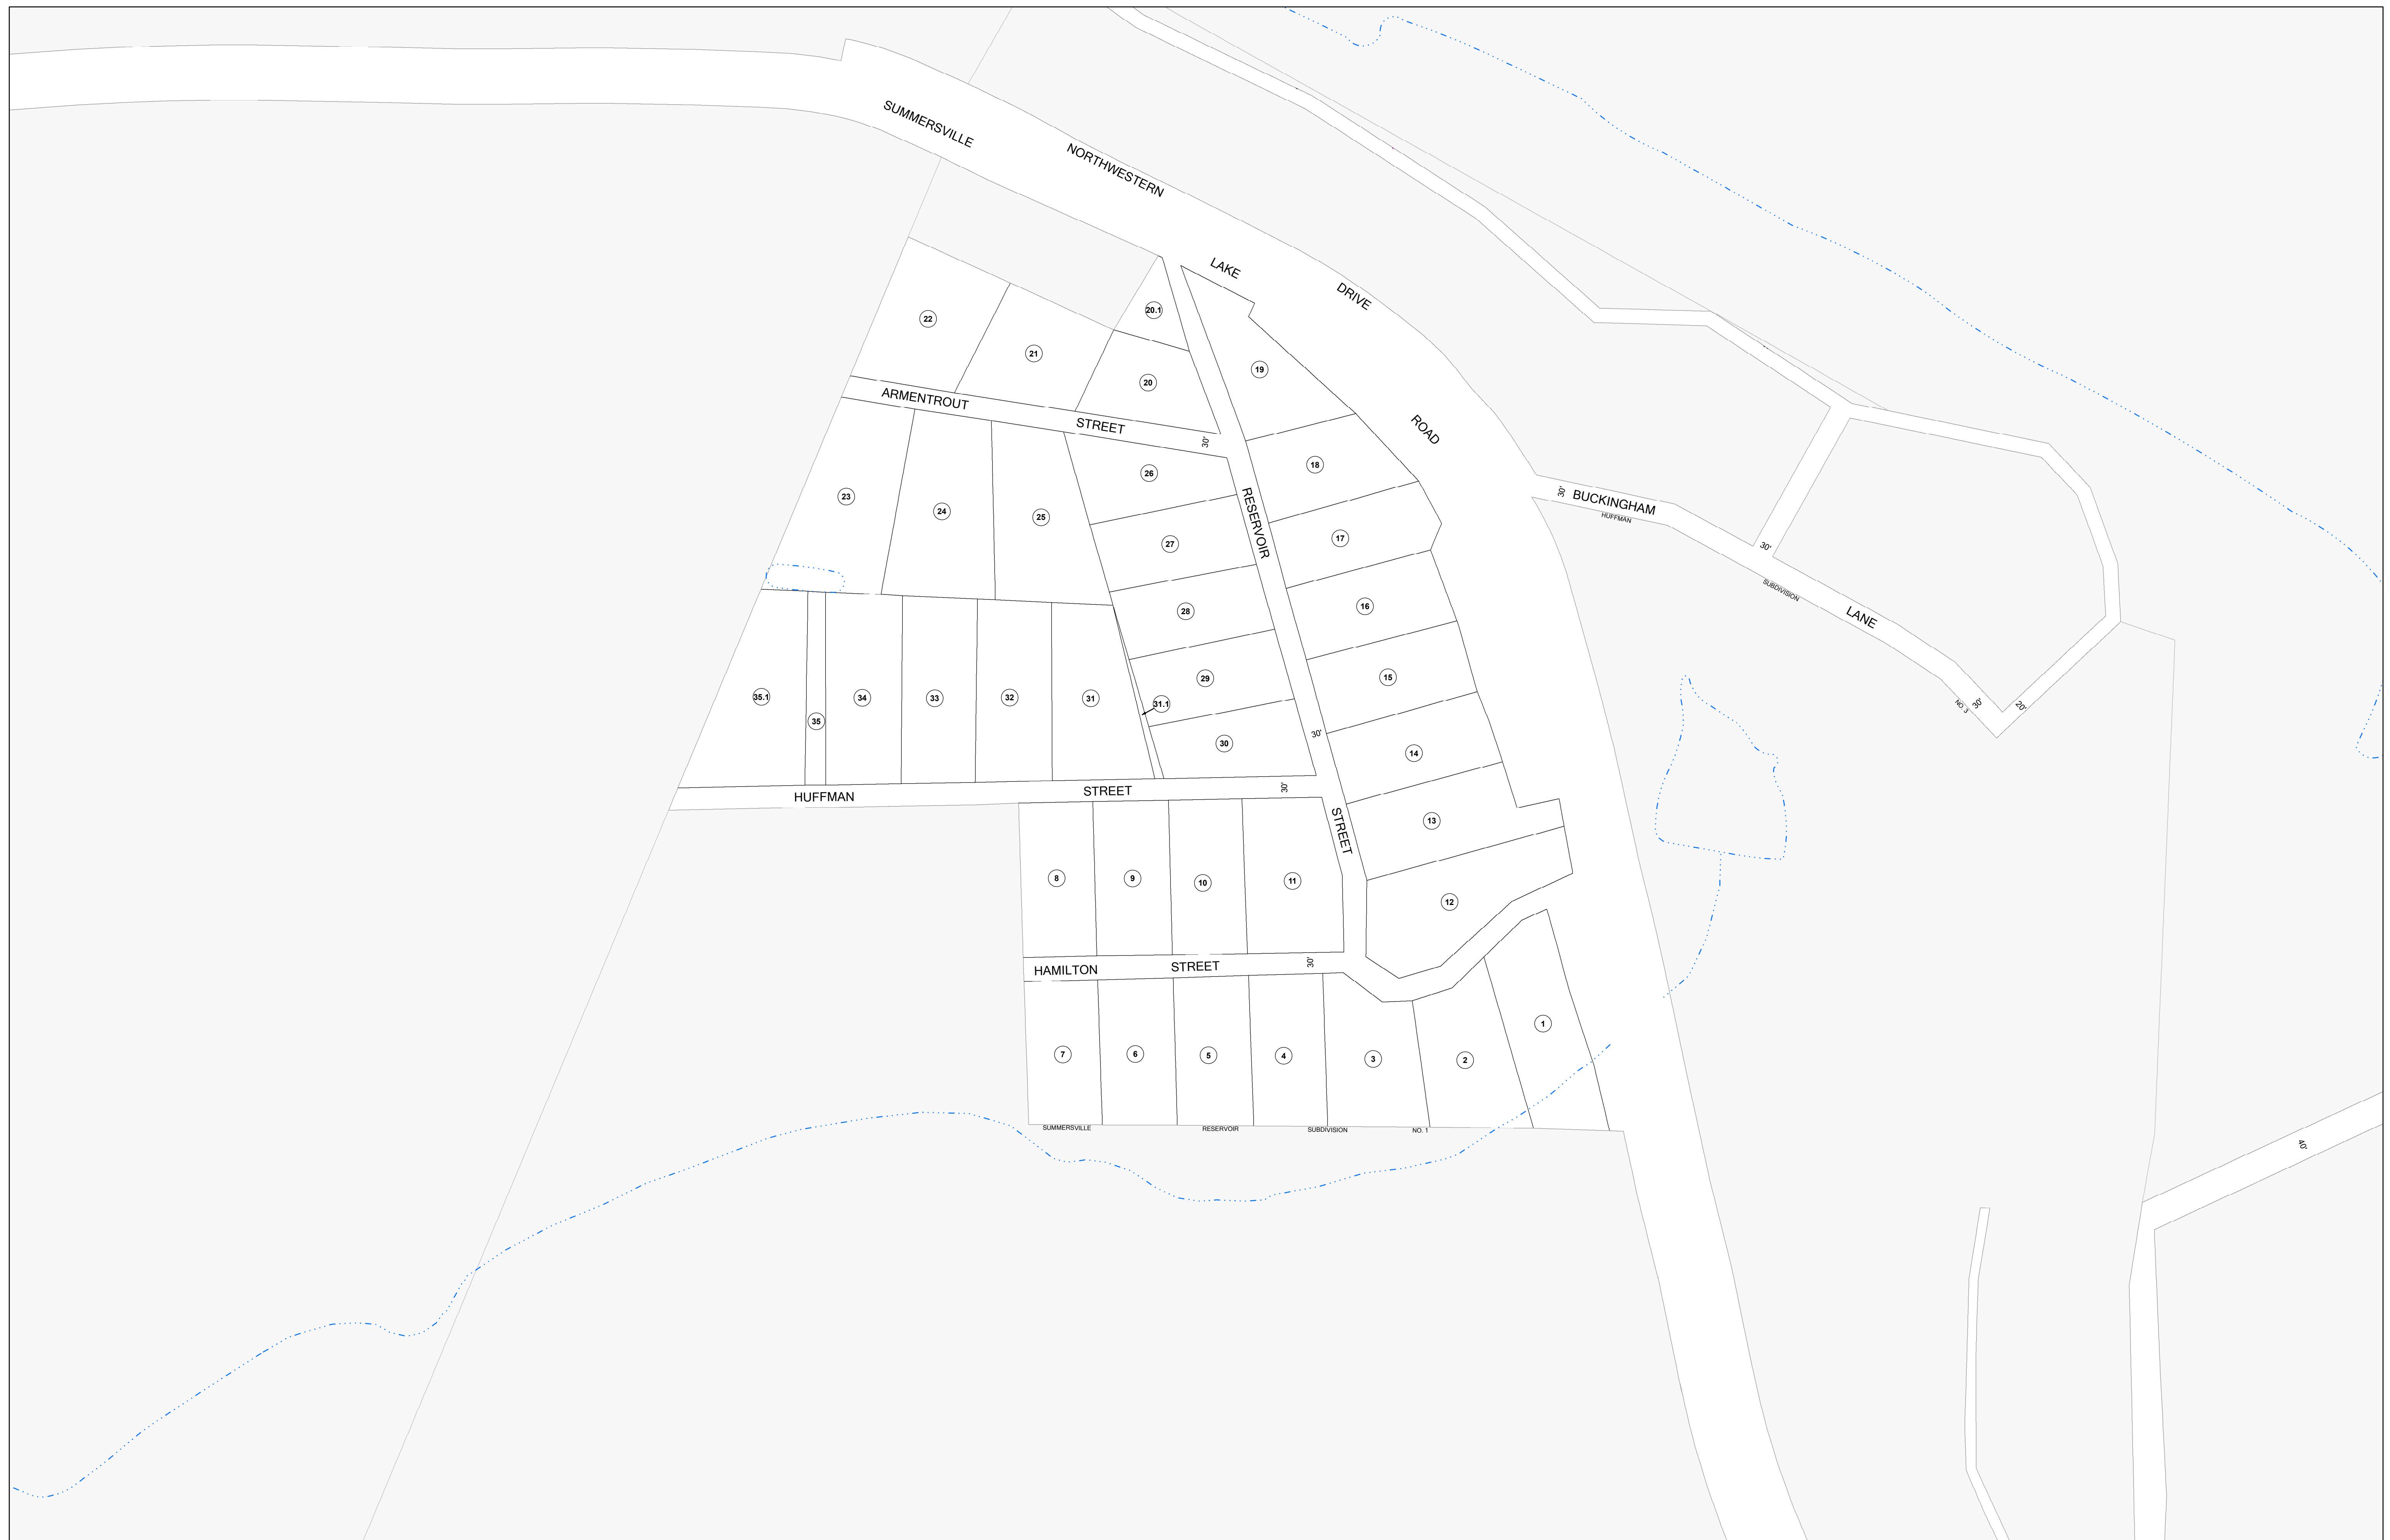 SUMMERSVILLE
NORTHWESTERN
LAKE
DRIVE
ROAD
20.1
22
21
19
20
ARMENTROUT
STREET
30'
18
26
23
24
25
RESERVOIR
30'
BUCKINGHAM
HUFFMAN
17
27
30'
SUBDIVISION
LANE
16
28
15
29
35.1
34
33
32
31
31.1
35
NO. 3
30'
20'
30'
30
14
HUFFMAN
STREET
30'
STREET
13
8
9
10
11
12
HAMILTON
STREET
30'
1
7
6
5
4
3
2
SUMMERSVILLE
RESERVOIR
SUBDIVISION
NO. 1
40'